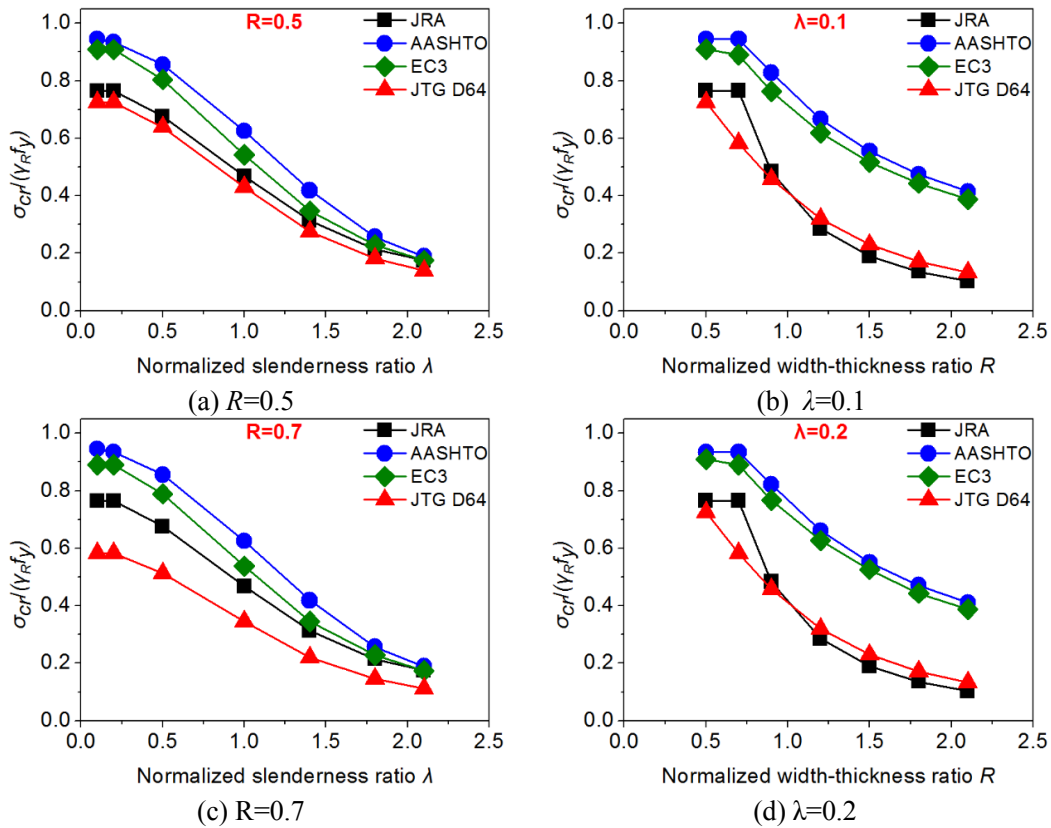 R=0.5
JRA
AASHTO
EC3
JTG D64
σcr/(γRfy)
1.0
0.8
0.6
0.4
0.2
0.0
0.0 0.5 1.0 1.5 2.0 2.5
Normalized slenderness ratio λ
(a) R=0.5
λ=0.1
JRA
AASHTO
EC3
JTG D64
σcr/(γRfy)
1.0
0.8
0.6
0.4
0.2
0.0
0.0 0.5 1.0 1.5 2.0 2.5
Normalized width-thickness ratio R
(b) λ=0.1
R=0.7
JRA
AASHTO
EC3
JTG D64
σcr/(γRfy)
1.0
0.8
0.6
0.4
0.2
0.0
0.0 0.5 1.0 1.5 2.0 2.5
Normalized slenderness ratio λ
(c) R=0.7
λ=0.2
JRA
AASHTO
EC3
JTG D64
σcr/(γRfy)
1.0
0.8
0.6
0.4
0.2
0.0
0.0 0.5 1.0 1.5 2.0 2.5
Normalized width-thickness ratio R
(d) λ=0.2